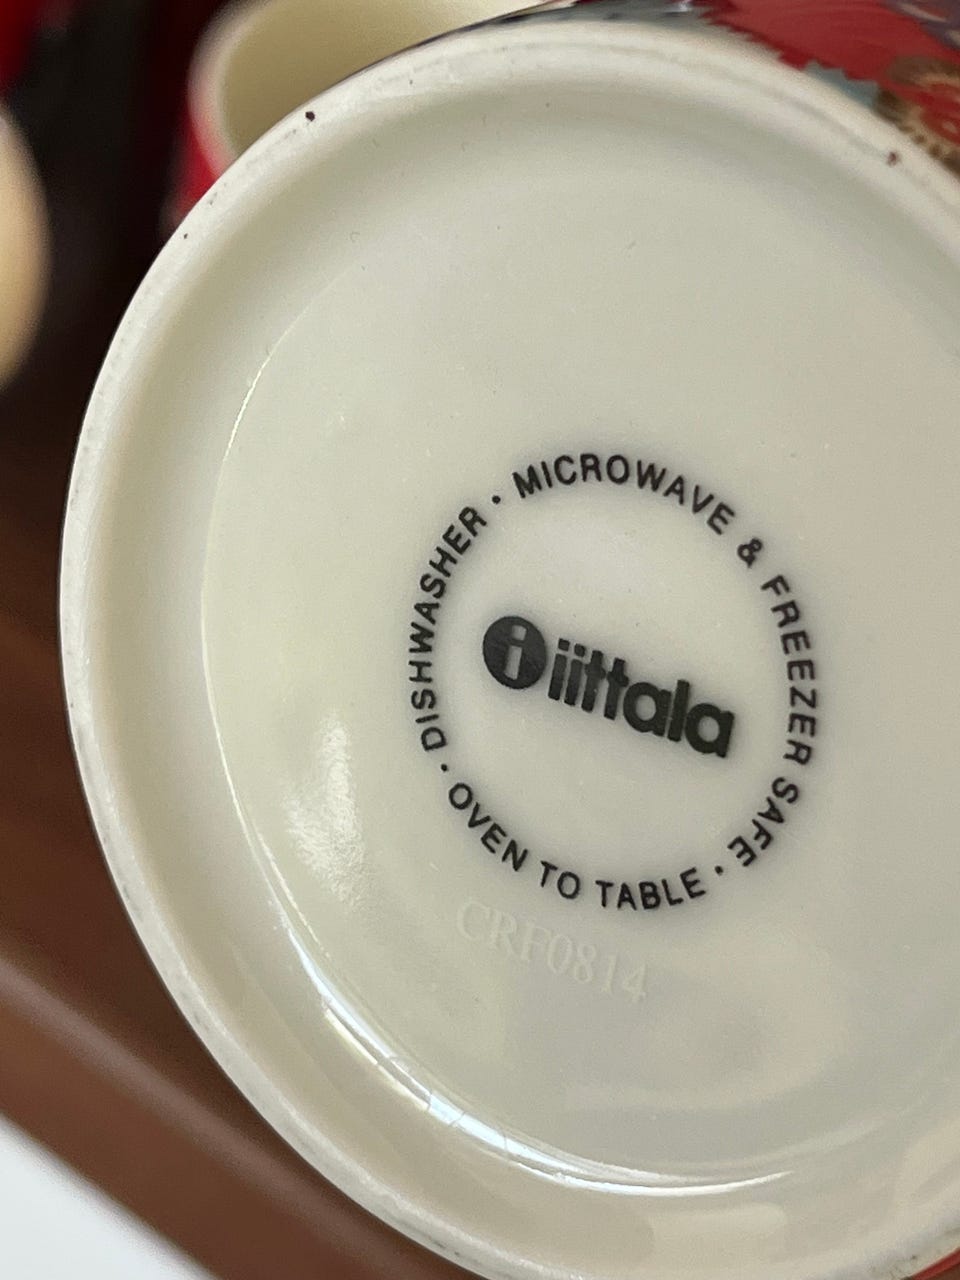 DISHWASHER · MICROWAVE & FREEZER SAFE · OVEN TO TABLE ·
i iittala
CRF0814